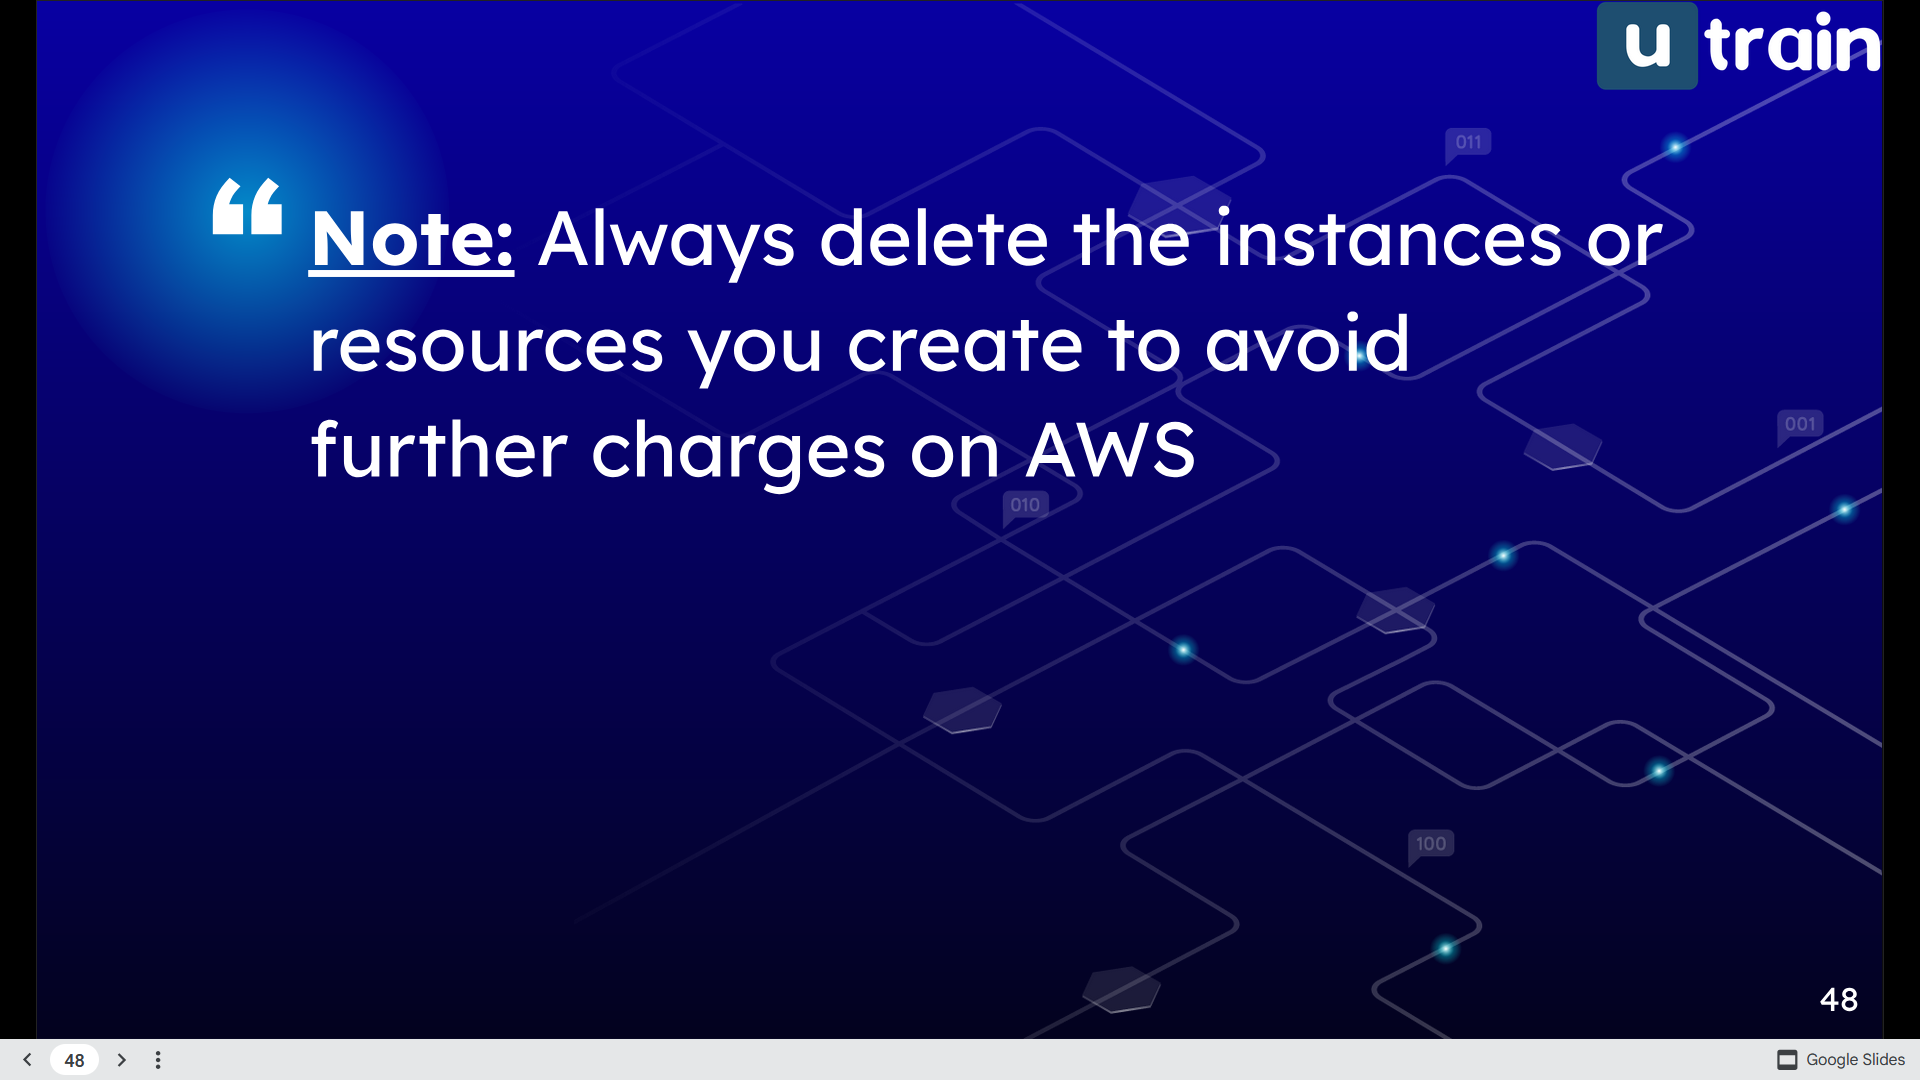 u train
011
“ Note: Always delete the instances or
resources you create to avoid
further charges on AWS
001
010
100
48
48
Google Slides